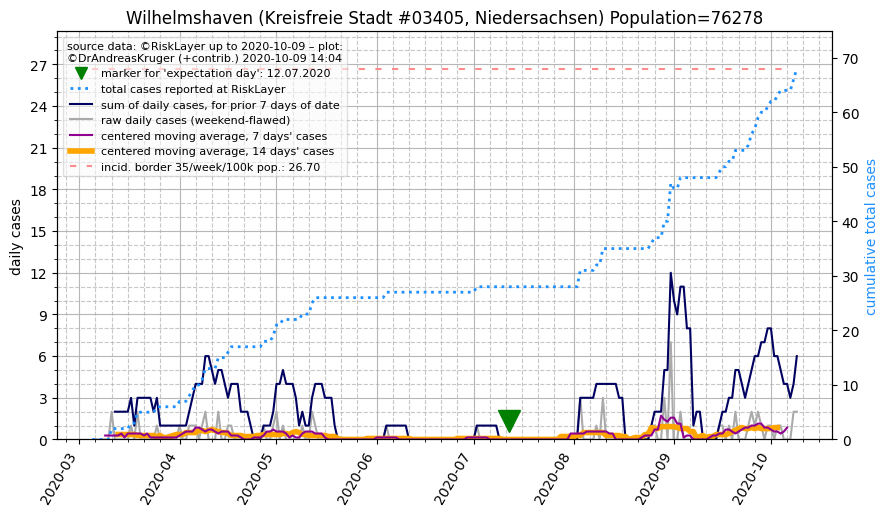 Wilhelmshaven (Kreisfreie Stadt #03405, Niedersachsen) Population=76278
source data: ©RiskLayer up to 2020-10-09 – plot:
©DrAndreasKruger (+contrib.) 2020-10-09 14:04
marker for 'expectation day': 12.07.2020
total cases reported at RiskLayer
sum of daily cases, for prior 7 days of date
raw daily cases (weekend-flawed)
centered moving average, 7 days' cases
centered moving average, 14 days' cases
incid. border 35/week/100k pop.: 26.70
daily cases
27
24
21
18
15
12
9
6
3
0
cumulative total cases
70
60
50
40
30
20
10
0
2020-03
2020-04
2020-05
2020-06
2020-07
2020-08
2020-09
2020-10